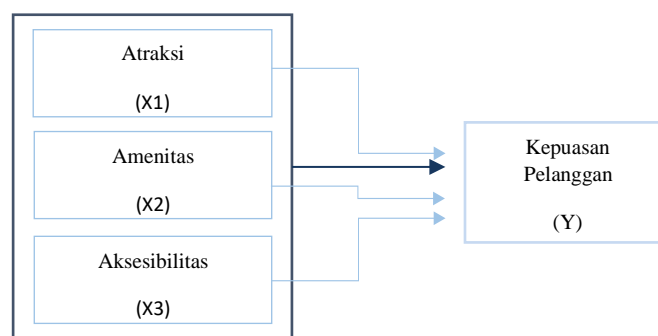 Atraksi
(X1)
Amenitas
(X2)
Aksesibilitas
(X3)
Kepuasan
Pelanggan
(Y)